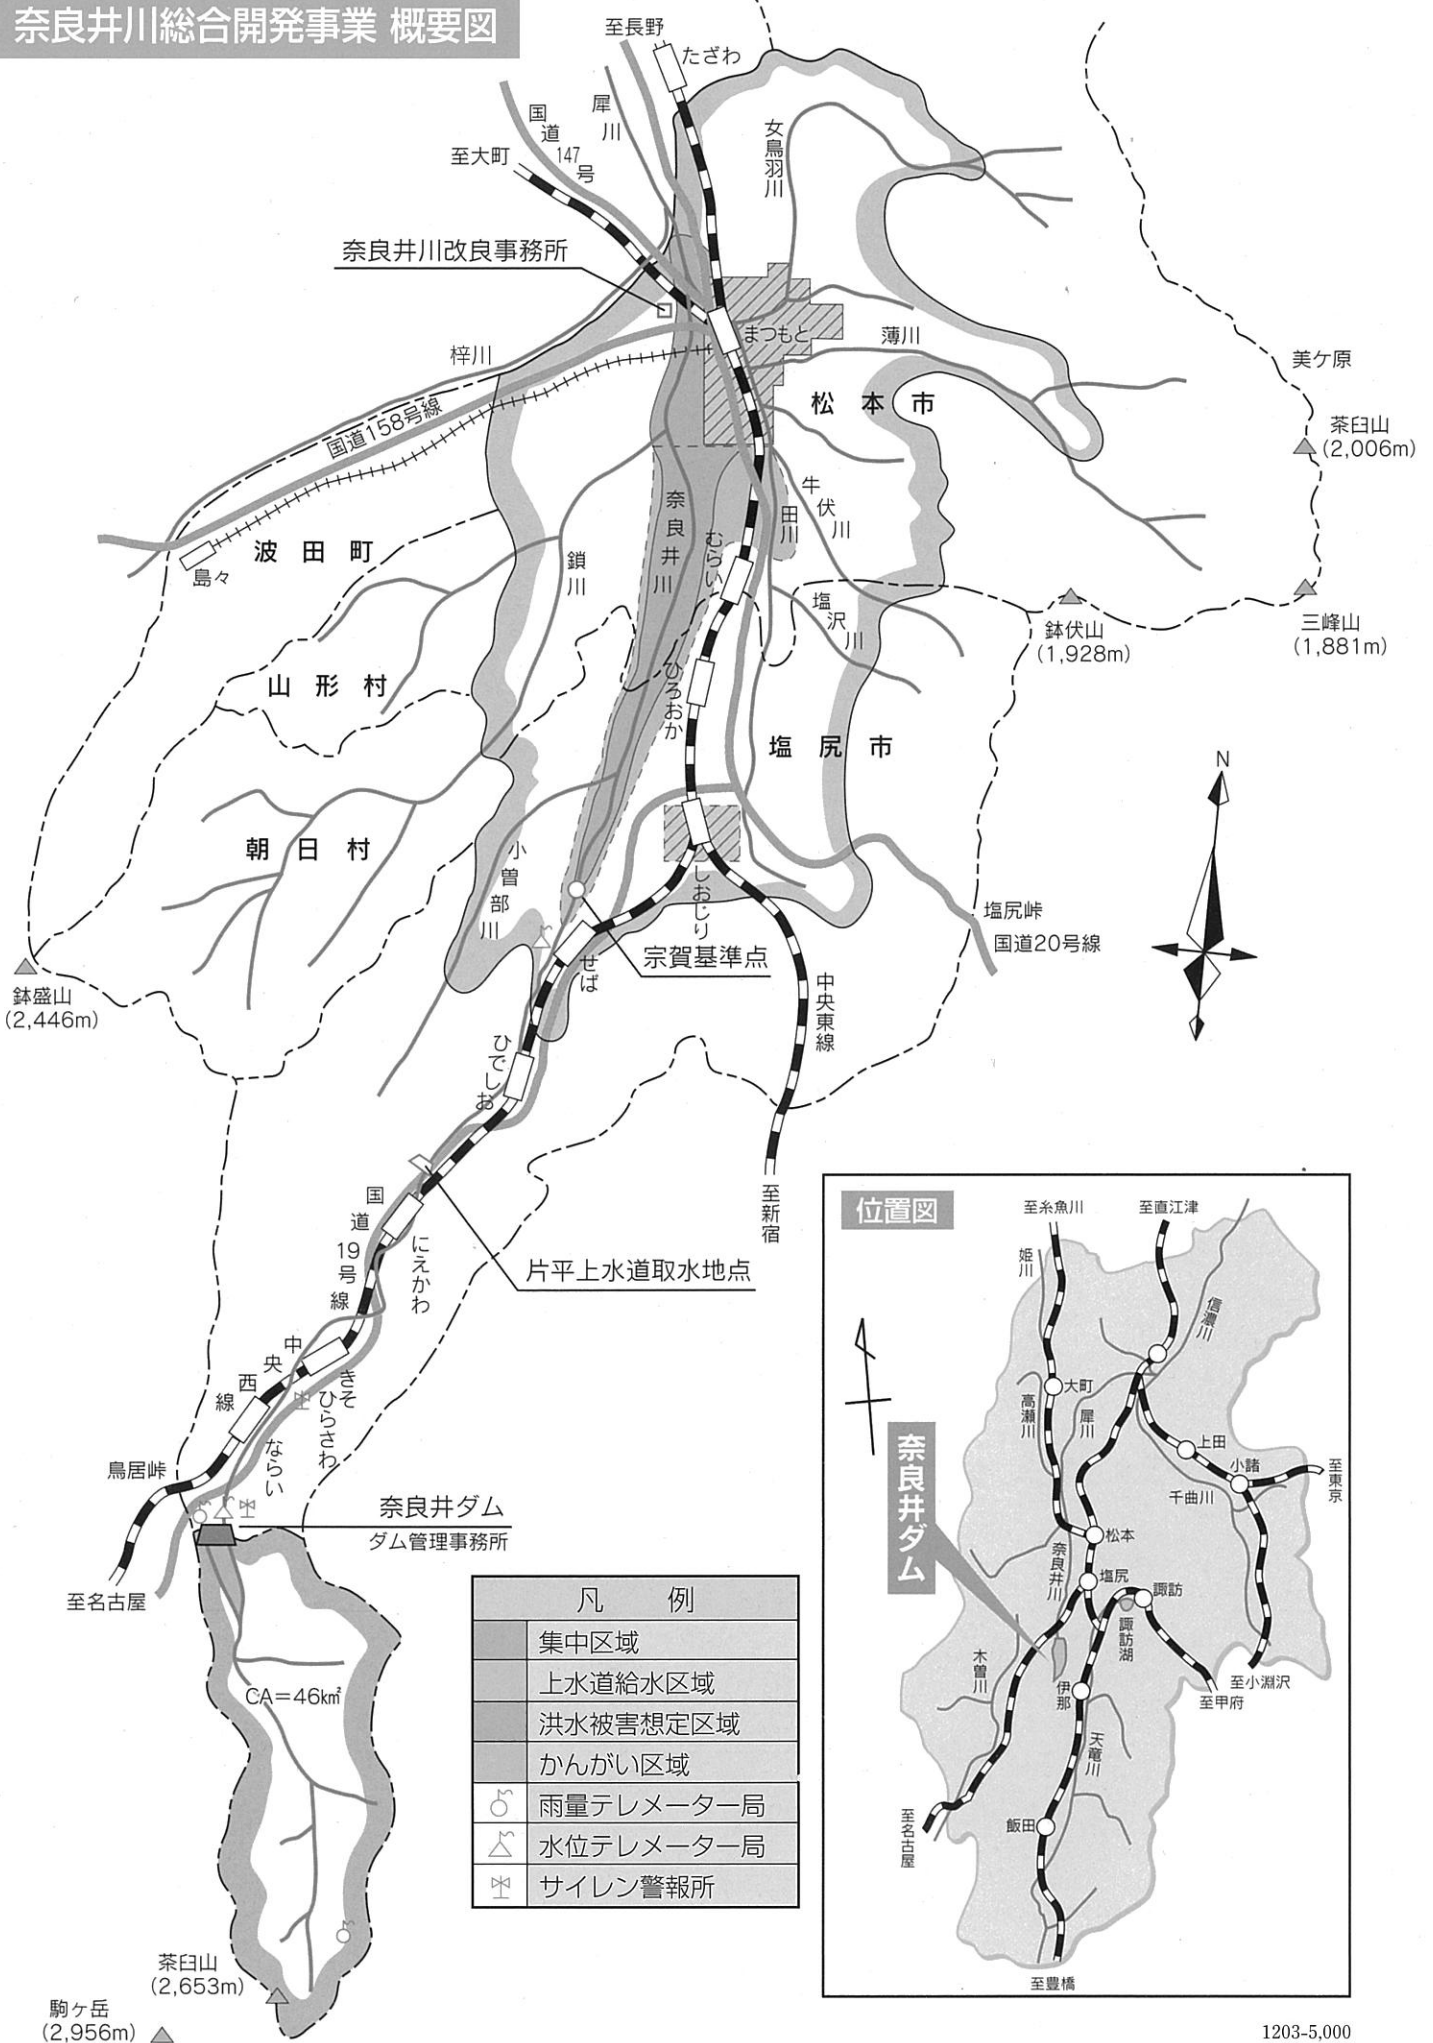 奈良井川総合開発事業 概要図
至長野
たざわ
犀川
国道147号
至大町
女鳥羽川
奈良井川改良事務所
まつもと
薄川
梓川
国道158号線
松本市
美ケ原
茶臼山
(2,006m)
島々
波田町
鎖川
奈良井川
むらい
田川
牛伏川
塩沢川
鉢伏山
(1,928m)
三峰山
(1,881m)
山形村
ひろおか
塩尻市
N
朝日村
小曽部川
しおじり
塩尻峠
国道20号線
宗賀基準点
せば
鉢盛山
(2,446m)
中央東線
ひでしお
至新宿
国道19号線
にえかわ
片平上水道取水地点
中央西線
きそひらさわ
ならい
鳥居峠
奈良井ダム
ダム管理事務所
至名古屋
CA=46km²
茶臼山
(2,653m)
駒ヶ岳
(2,956m)
凡 例
集中区域
上水道給水区域
洪水被害想定区域
かんがい区域
雨量テレメーター局
水位テレメーター局
サイレン警報所
位置図
至糸魚川
至直江津
姫川
信濃川
大町
高瀬川
犀川
上田
小諸
至東京
千曲川
奈良井ダム
松本
奈良井川
塩尻
諏訪
諏訪湖
木曽川
伊那
至小淵沢
至甲府
天竜川
至名古屋
飯田
至豊橋
1203-5,000